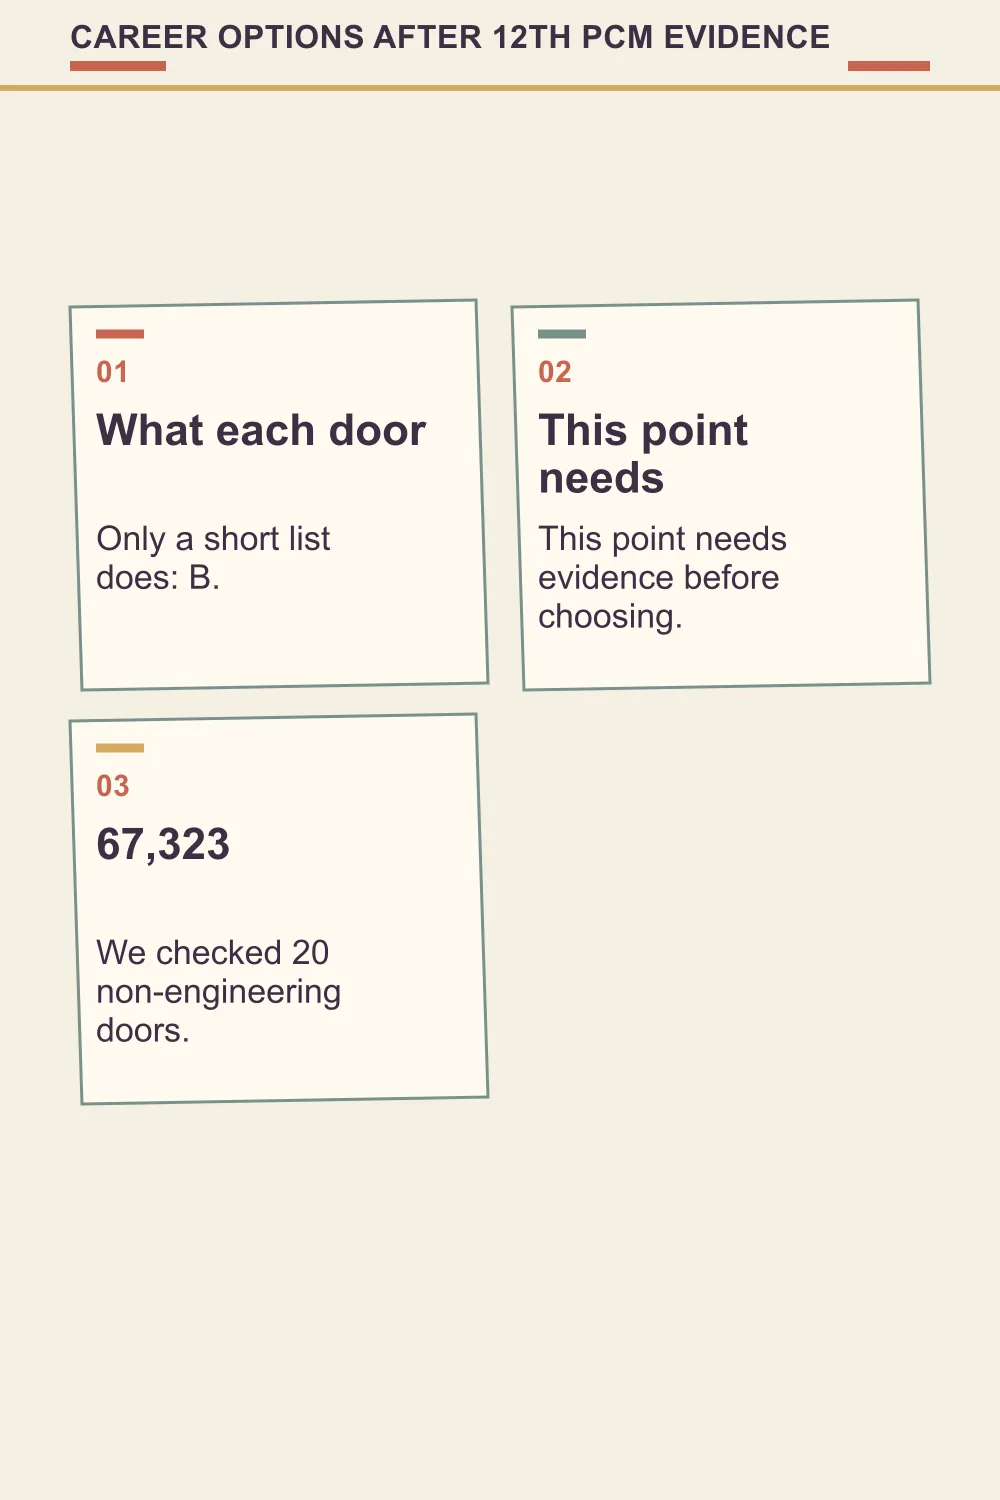 CAREER OPTIONS AFTER 12TH PCM EVIDENCE
01
What each door
Only a short list
does: B.
02
This point
needs
This point needs
evidence before
choosing.
03
67,323
We checked 20
non-engineering
doors.